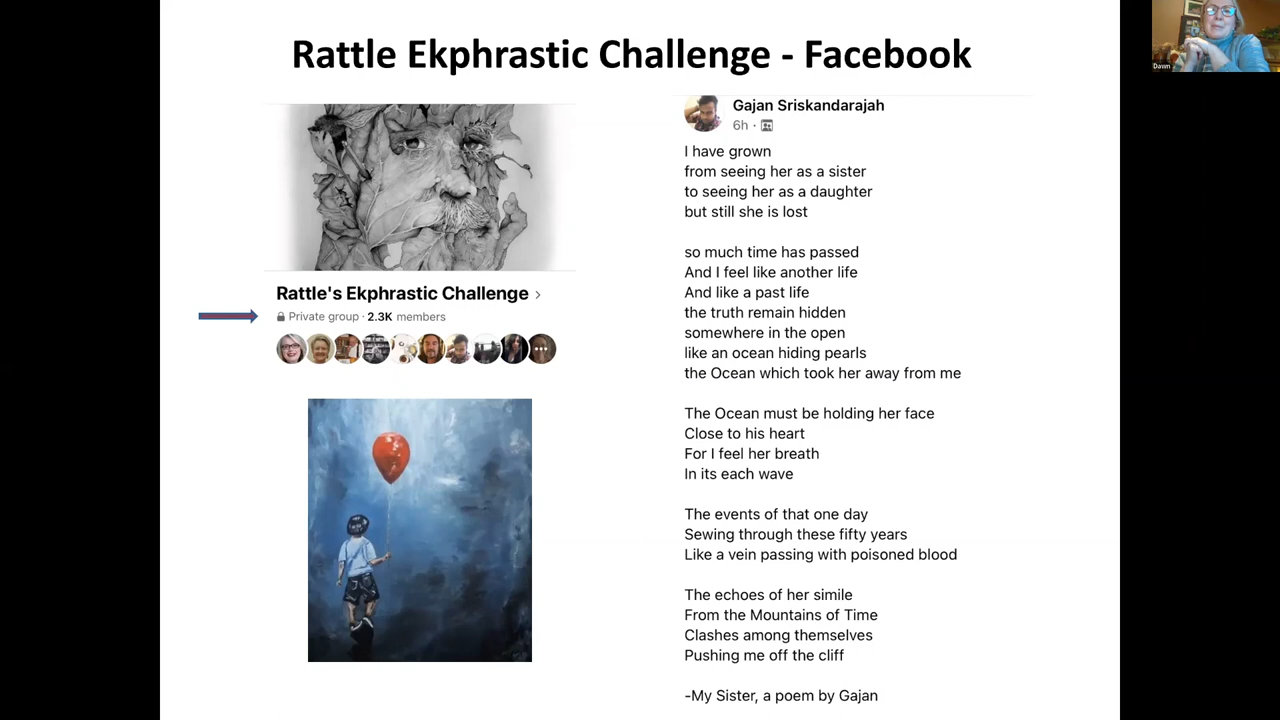 Rattle Ekphrastic Challenge - Facebook
Dawn
Rattle's Ekphrastic Challenge >
Private group · 2.3K members
Gajan Sriskandarajah
6h ·
I have grown
from seeing her as a sister
to seeing her as a daughter
but still she is lost
so much time has passed
And I feel like another life
And like a past life
the truth remain hidden
somewhere in the open
like an ocean hiding pearls
the Ocean which took her away from me
The Ocean must be holding her face
Close to his heart
For I feel her breath
In its each wave
The events of that one day
Sewing through these fifty years
Like a vein passing with poisoned blood
The echoes of her simile
From the Mountains of Time
Clashes among themselves
Pushing me off the cliff
-My Sister, a poem by Gajan